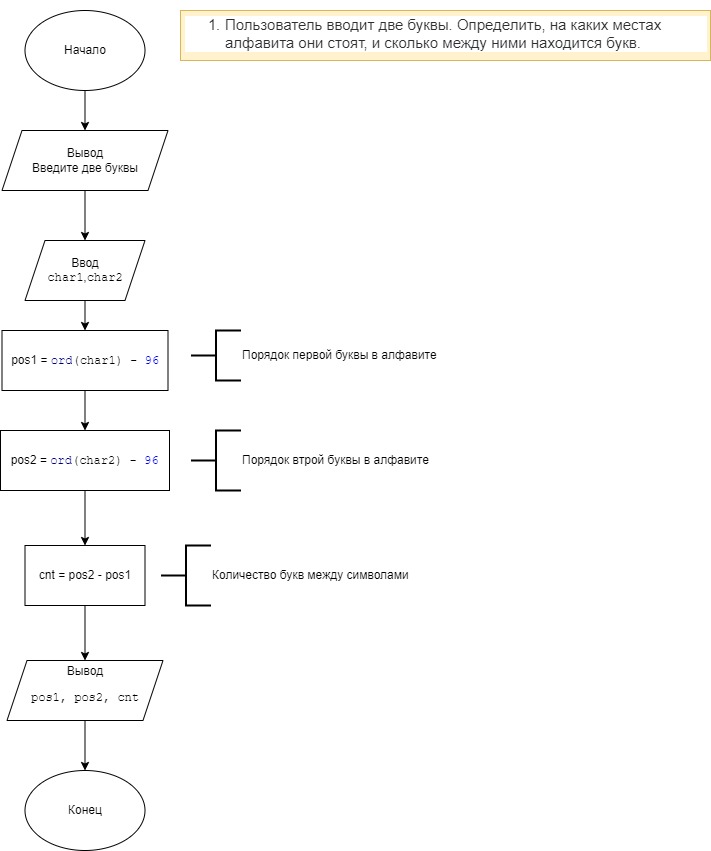 Начало
1. Пользователь вводит две буквы. Определить, на каких местах
алфавита они стоят, и сколько между ними находится букв.
Вывод
Введите две буквы
Ввод
char1,char2
pos1 = ord(char1) - 96
Порядок первой буквы в алфавите
pos2 = ord(char2) - 96
Порядок втрой буквы в алфавите
cnt = pos2 - pos1
Количество букв между символами
Вывод
pos1, pos2, cnt
Конец